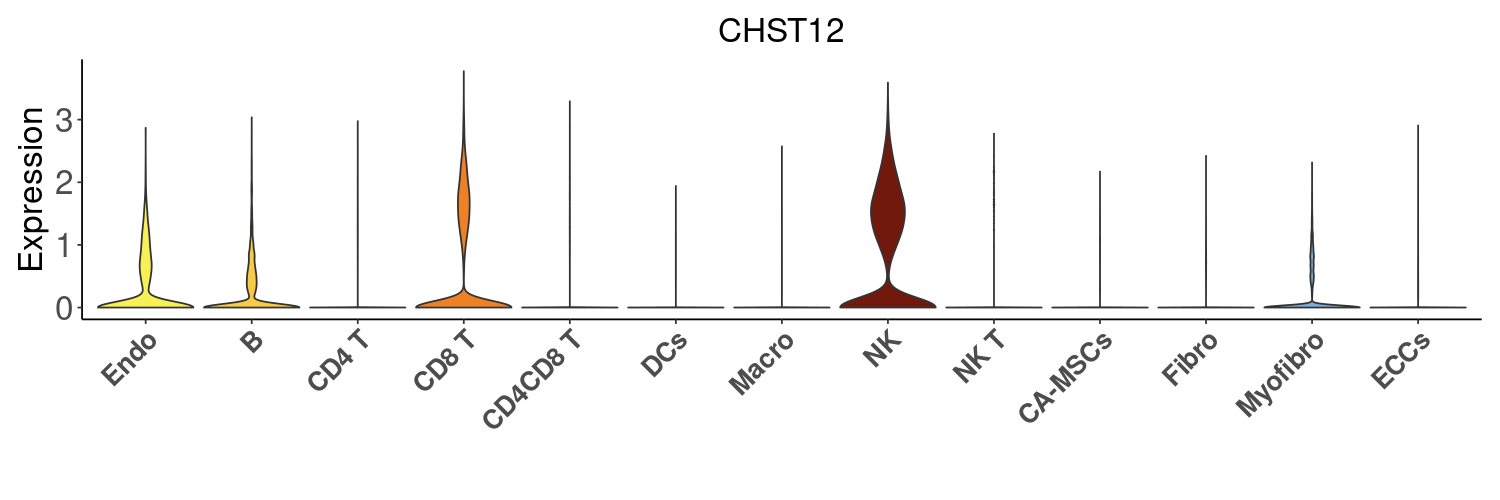 CHST12
Expression
3
2
1
0
Endo
B
CD4 T
CD8 T
CD4CD8 T
DCs
Macro
NK
NK T
CA-MSCs
Fibro
Myofibro
ECCs